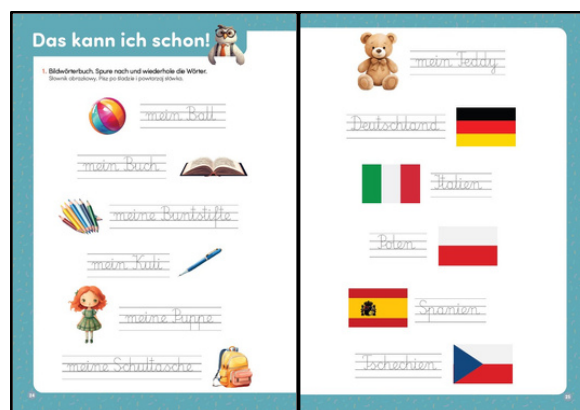 Das kann ich schon!
1. Bildwörterbuch. Spure nach und wiederhole die Wörter.
Słownik obrazkowy. Pisz po śladzie i powtarzaj słówka.
mein Ball
mein Buch
meine Buntstifte
mein Kuli
meine Puppe
meine Schultasche
mein Teddy
Deutschland
Italien
Polen
Spanien
Tschechien